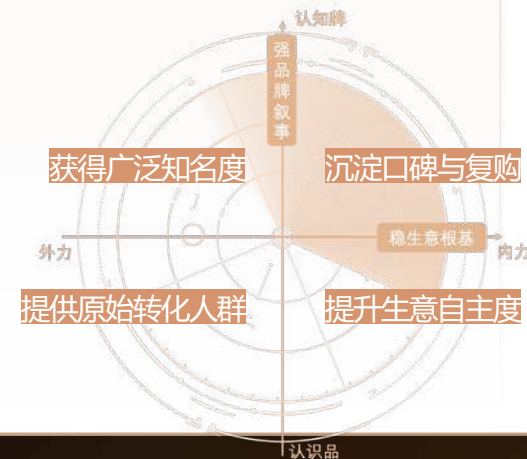 认知牌
强品牌叙事
获得广泛知名度
沉淀口碑与复购
稳生意根基
外力
内力
提供原始转化人群
提升生意自主度
认识品